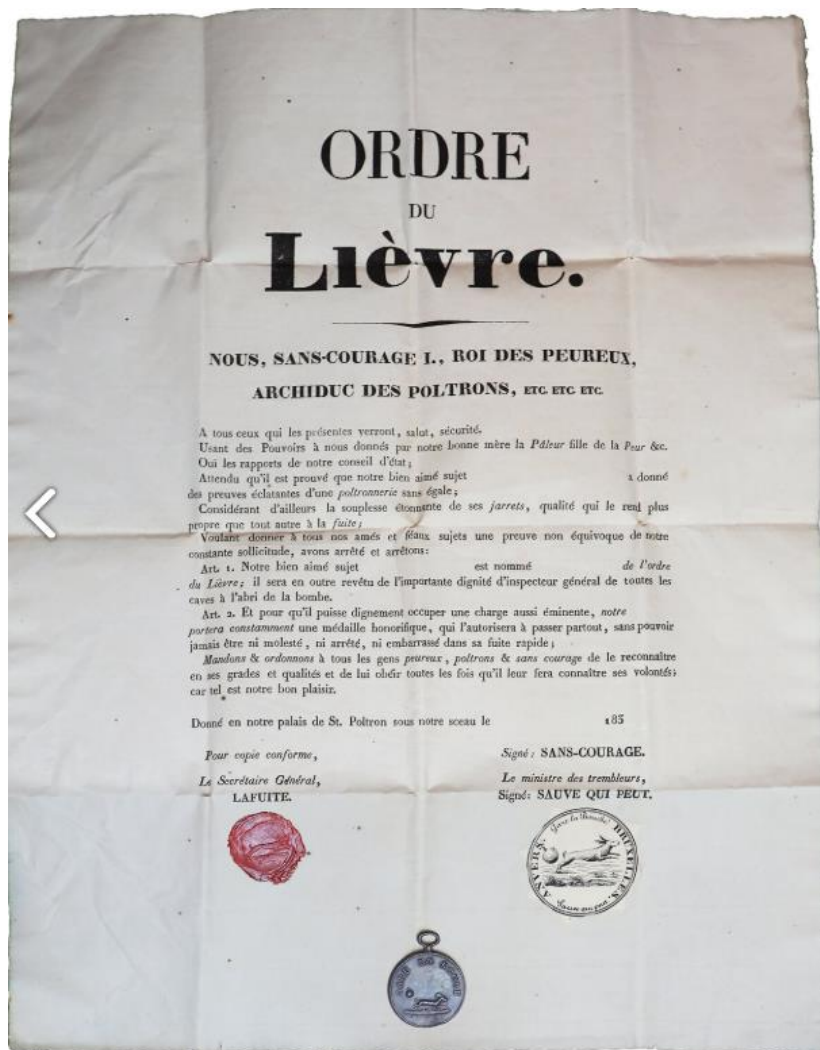 ORDRE
DU
Lièvre.
NOUS, SANS-COURAGE I., ROI DES PEUREUX,
ARCHIDUC DES POLTRONS, ETC. ETC. ETC.
A tous ceux qui les présentes verront, salut, sécurité.
Usant des Pouvoirs à nous donnés par notre bonne mère la Pâleur fille de la Peur &c.
Oui les rapports de notre conseil d'état;
Attendu qu'il est prouvé que notre bien aimé sujet a donné
des preuves éclatantes d'une poltronnerie sans égale;
Considérant d'ailleurs la souplesse étonnante de ses jarrets, qualité qui le rend plus
propre que tout autre à la fuite;
Voulant donner à tous nos amés et féaux sujets une preuve non équivoque de notre
constante sollicitude, avons arrêté et arrêtons:
Art. 1. Notre bien aimé sujet est nommé de l'ordre
du Lièvre; il sera en outre revêtu de l'importante dignité d'inspecteur général de toutes les
caves à l'abri de la bombe.
Art. 2. Et pour qu'il puisse dignement occuper une charge aussi éminente, notre
portera constamment une médaille honorifique, qui l'autorisera à passer partout, sans pouvoir
jamais être ni molesté, ni arrêté, ni embarrassé dans sa fuite rapide;
Mandons & ordonnons à tous les gens peureux, poltrons & sans courage de le reconnaître
en ses grades et qualités et de lui obéir toutes les fois qu'il leur fera connaître ses volontés;
car tel est notre bon plaisir.
Donné en notre palais de St. Poltron sous notre sceau le 183
Pour copie conforme,
Le Secrétaire Général,
LAFUITE.
Signé: SANS-COURAGE.
Le ministre des trembleurs,
Signé: SAUVE QUI PEUT.
Gare la Bombe!
ANVERS. BRUXELLES.
GARE LA BOMBE